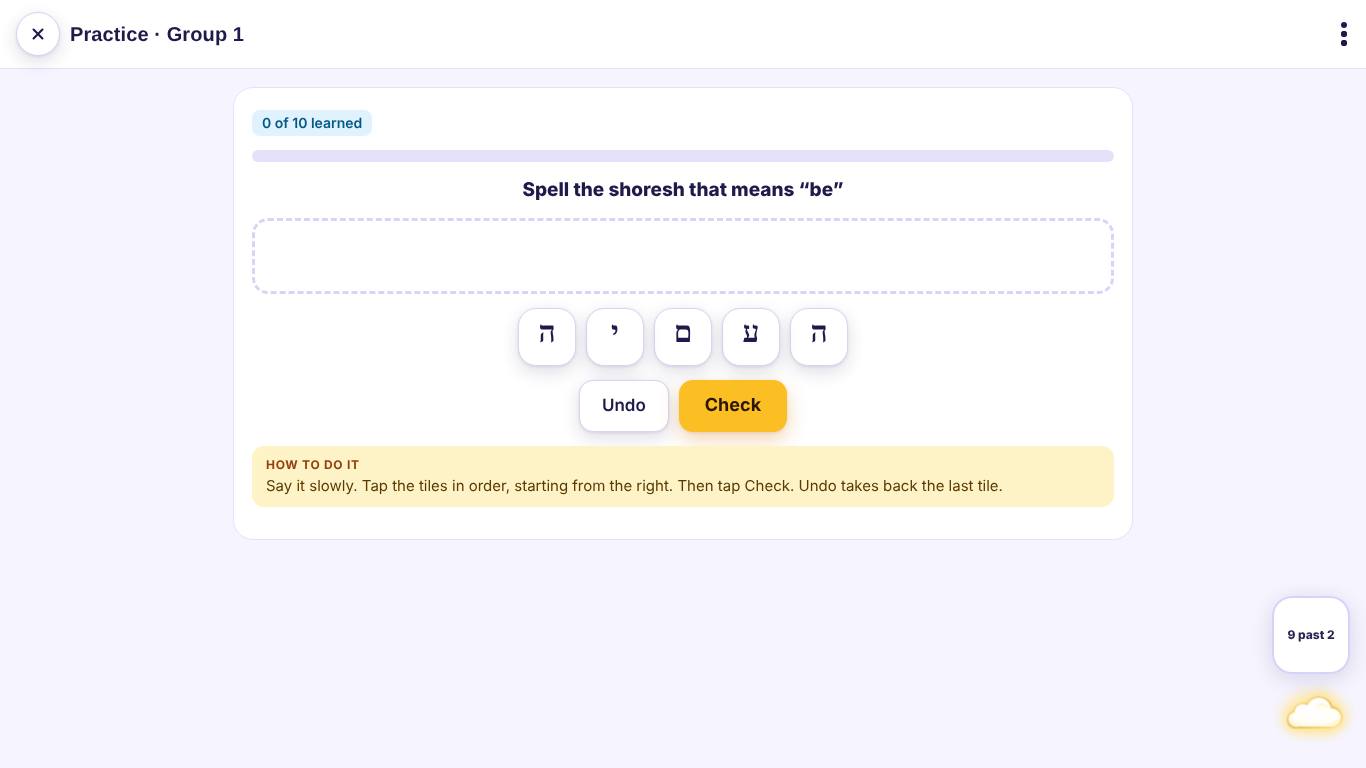 Practice · Group 1
0 of 10 learned
Spell the shoresh that means “be”
ה י ם ע ה
Undo Check
HOW TO DO IT
Say it slowly. Tap the tiles in order, starting from the right. Then tap Check. Undo takes back the last tile.
9 past 2